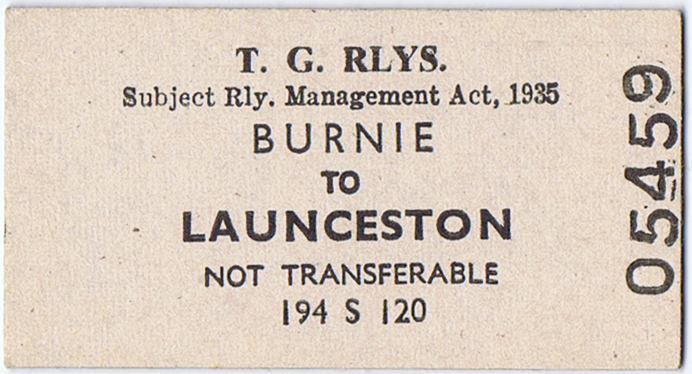 T. G. RLYS.
Subject Rly. Management Act, 1935
BURNIE
TO
LAUNCESTON
NOT TRANSFERABLE
194 S 120
05459